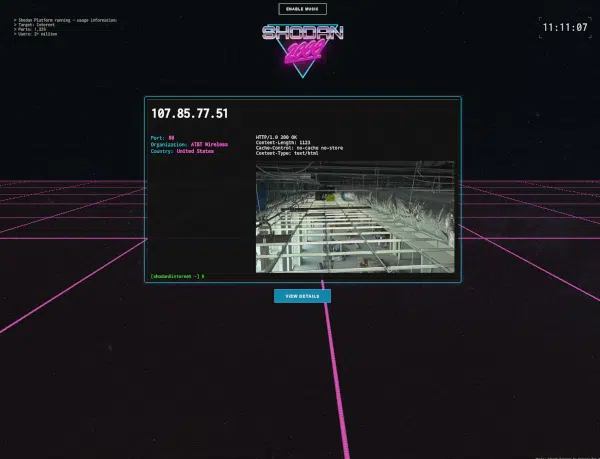 ENABLE MUSIC
> Shodan Platform running - usage information:
> Target: Internet
> Ports: 1,225
> Users: 2+ million
SHODAN
2000
11:11:07
107.85.77.51
Port: 80
Organization: AT&T Wireless
Country: United States
HTTP/1.0 200 OK
Content-Length: 1123
Cache-Control: no-cache no-store
Content-Type: text/html
[shodan@internet ~] $
VIEW DETAILS